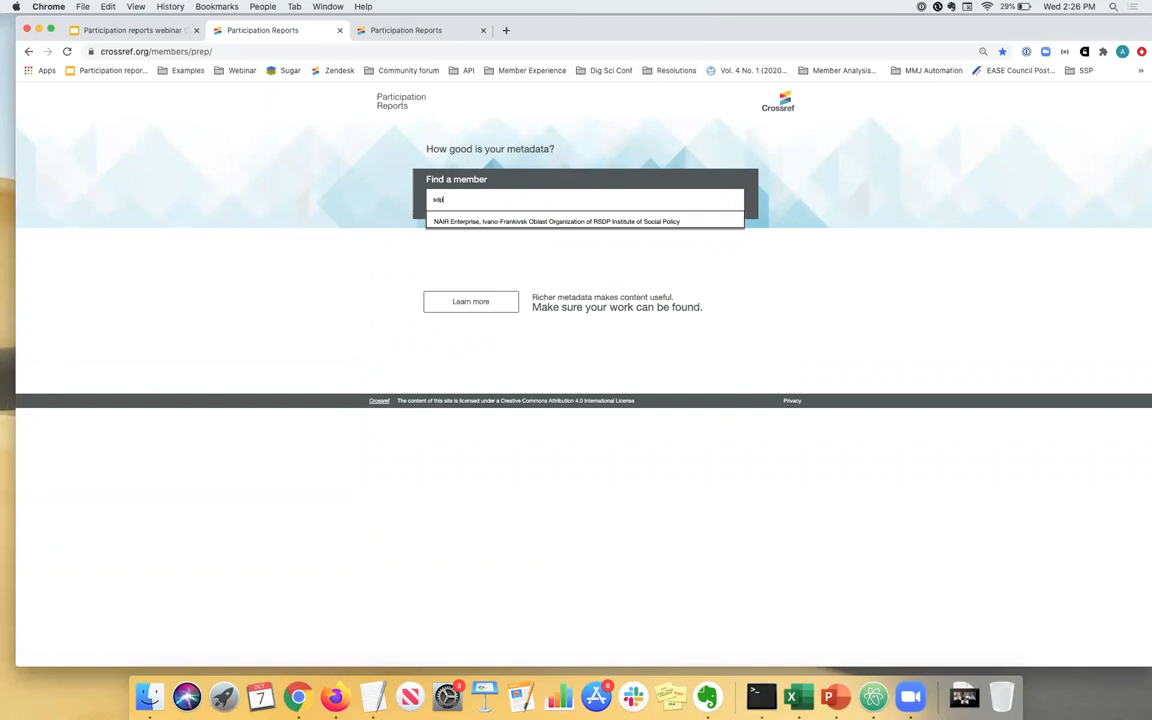 Chrome File Edit View History Bookmarks People Tab Window Help 29% Wed 2:26 PM
Participation reports webinar Participation Reports Participation Reports
crossref.org/members/prep/
Apps Participation repor... Examples Webinar Sugar Zendesk Community forum API Member Experience Dig Sci Conf Resolutions Vol. 4 No. 1 (2020... Member Analysis... MMJ Automation EASE Council Post... SSP »
Participation
Reports
Crossref
How good is your metadata?
Find a member
sdp
NAIR Enterprise, Ivano-Frankivsk Oblast Organization of RSDP Institute of Social Policy
Learn more
Richer metadata makes content useful.
Make sure your work can be found.
Crossref The content of this site is licensed under a Creative Commons Attribution 4.0 International License Privacy
OCT
7
3
6